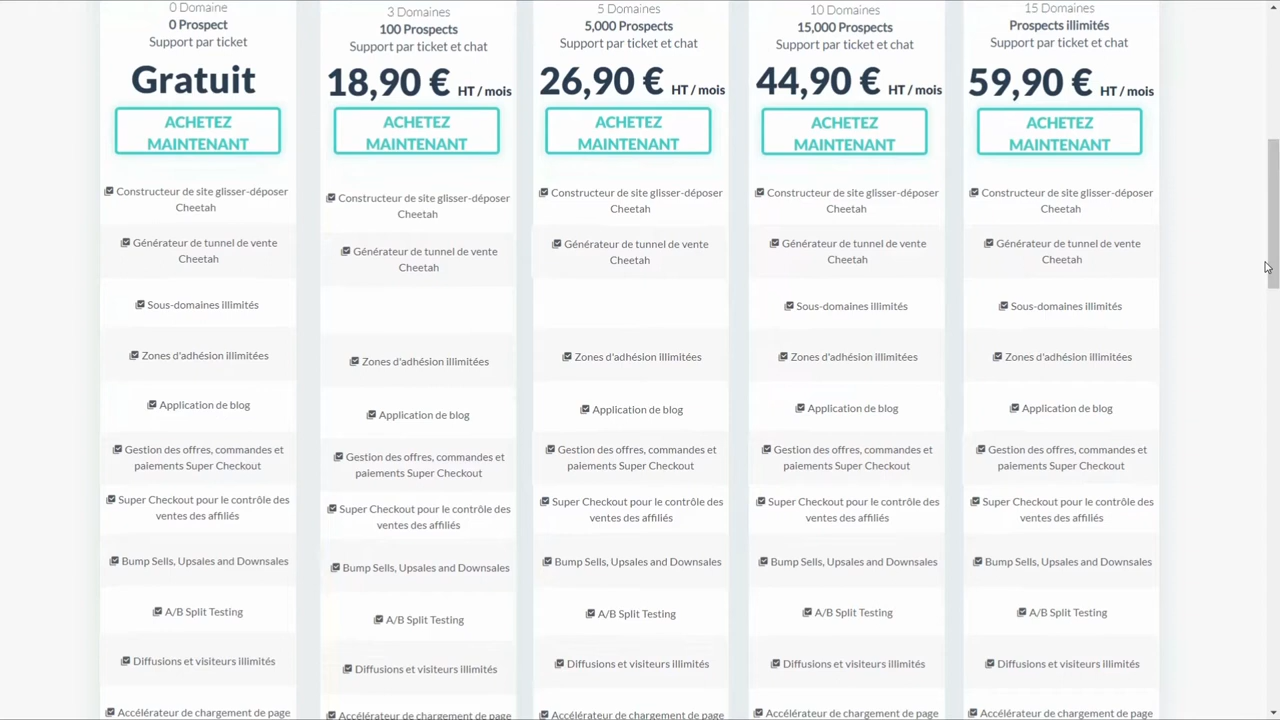 0 Domaine
0 Prospect
Support par ticket
Gratuit
ACHETEZ
MAINTENANT
Constructeur de site glisser-déposer
Cheetah
Générateur de tunnel de vente
Cheetah
Sous-domaines illimités
Zones d'adhésion illimitées
Application de blog
Gestion des offres, commandes et
paiements Super Checkout
Super Checkout pour le contrôle des
ventes des affiliés
Bump Sells, Upsales and Downsales
A/B Split Testing
Diffusions et visiteurs illimités
Accélérateur de chargement de page
3 Domaines
100 Prospects
Support par ticket et chat
18,90 € HT / mois
ACHETEZ
MAINTENANT
Constructeur de site glisser-déposer
Cheetah
Générateur de tunnel de vente
Cheetah
Zones d'adhésion illimitées
Application de blog
Gestion des offres, commandes et
paiements Super Checkout
Super Checkout pour le contrôle des
ventes des affiliés
Bump Sells, Upsales and Downsales
A/B Split Testing
Diffusions et visiteurs illimités
Accélérateur de chargement de page
5 Domaines
5,000 Prospects
Support par ticket et chat
26,90 € HT / mois
ACHETEZ
MAINTENANT
Constructeur de site glisser-déposer
Cheetah
Générateur de tunnel de vente
Cheetah
Zones d'adhésion illimitées
Application de blog
Gestion des offres, commandes et
paiements Super Checkout
Super Checkout pour le contrôle des
ventes des affiliés
Bump Sells, Upsales and Downsales
A/B Split Testing
Diffusions et visiteurs illimités
Accélérateur de chargement de page
10 Domaines
15,000 Prospects
Support par ticket et chat
44,90 € HT / mois
ACHETEZ
MAINTENANT
Constructeur de site glisser-déposer
Cheetah
Générateur de tunnel de vente
Cheetah
Sous-domaines illimités
Zones d'adhésion illimitées
Application de blog
Gestion des offres, commandes et
paiements Super Checkout
Super Checkout pour le contrôle des
ventes des affiliés
Bump Sells, Upsales and Downsales
A/B Split Testing
Diffusions et visiteurs illimités
Accélérateur de chargement de page
15 Domaines
Prospects illimités
Support par ticket et chat
59,90 € HT / mois
ACHETEZ
MAINTENANT
Constructeur de site glisser-déposer
Cheetah
Générateur de tunnel de vente
Cheetah
Sous-domaines illimités
Zones d'adhésion illimitées
Application de blog
Gestion des offres, commandes et
paiements Super Checkout
Super Checkout pour le contrôle des
ventes des affiliés
Bump Sells, Upsales and Downsales
A/B Split Testing
Diffusions et visiteurs illimités
Accélérateur de chargement de page